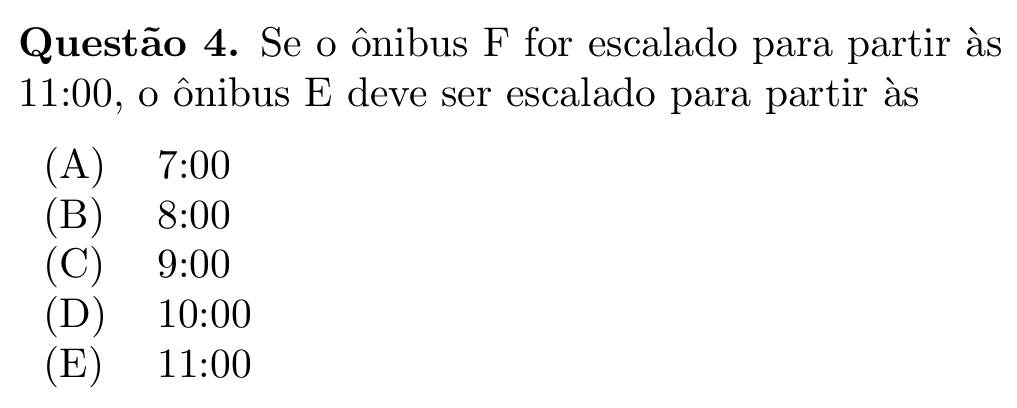 Questão 4. Se o ônibus F for escalado para partir às
11:00, o ônibus E deve ser escalado para partir às
(A) 7:00
(B) 8:00
(C) 9:00
(D) 10:00
(E) 11:00